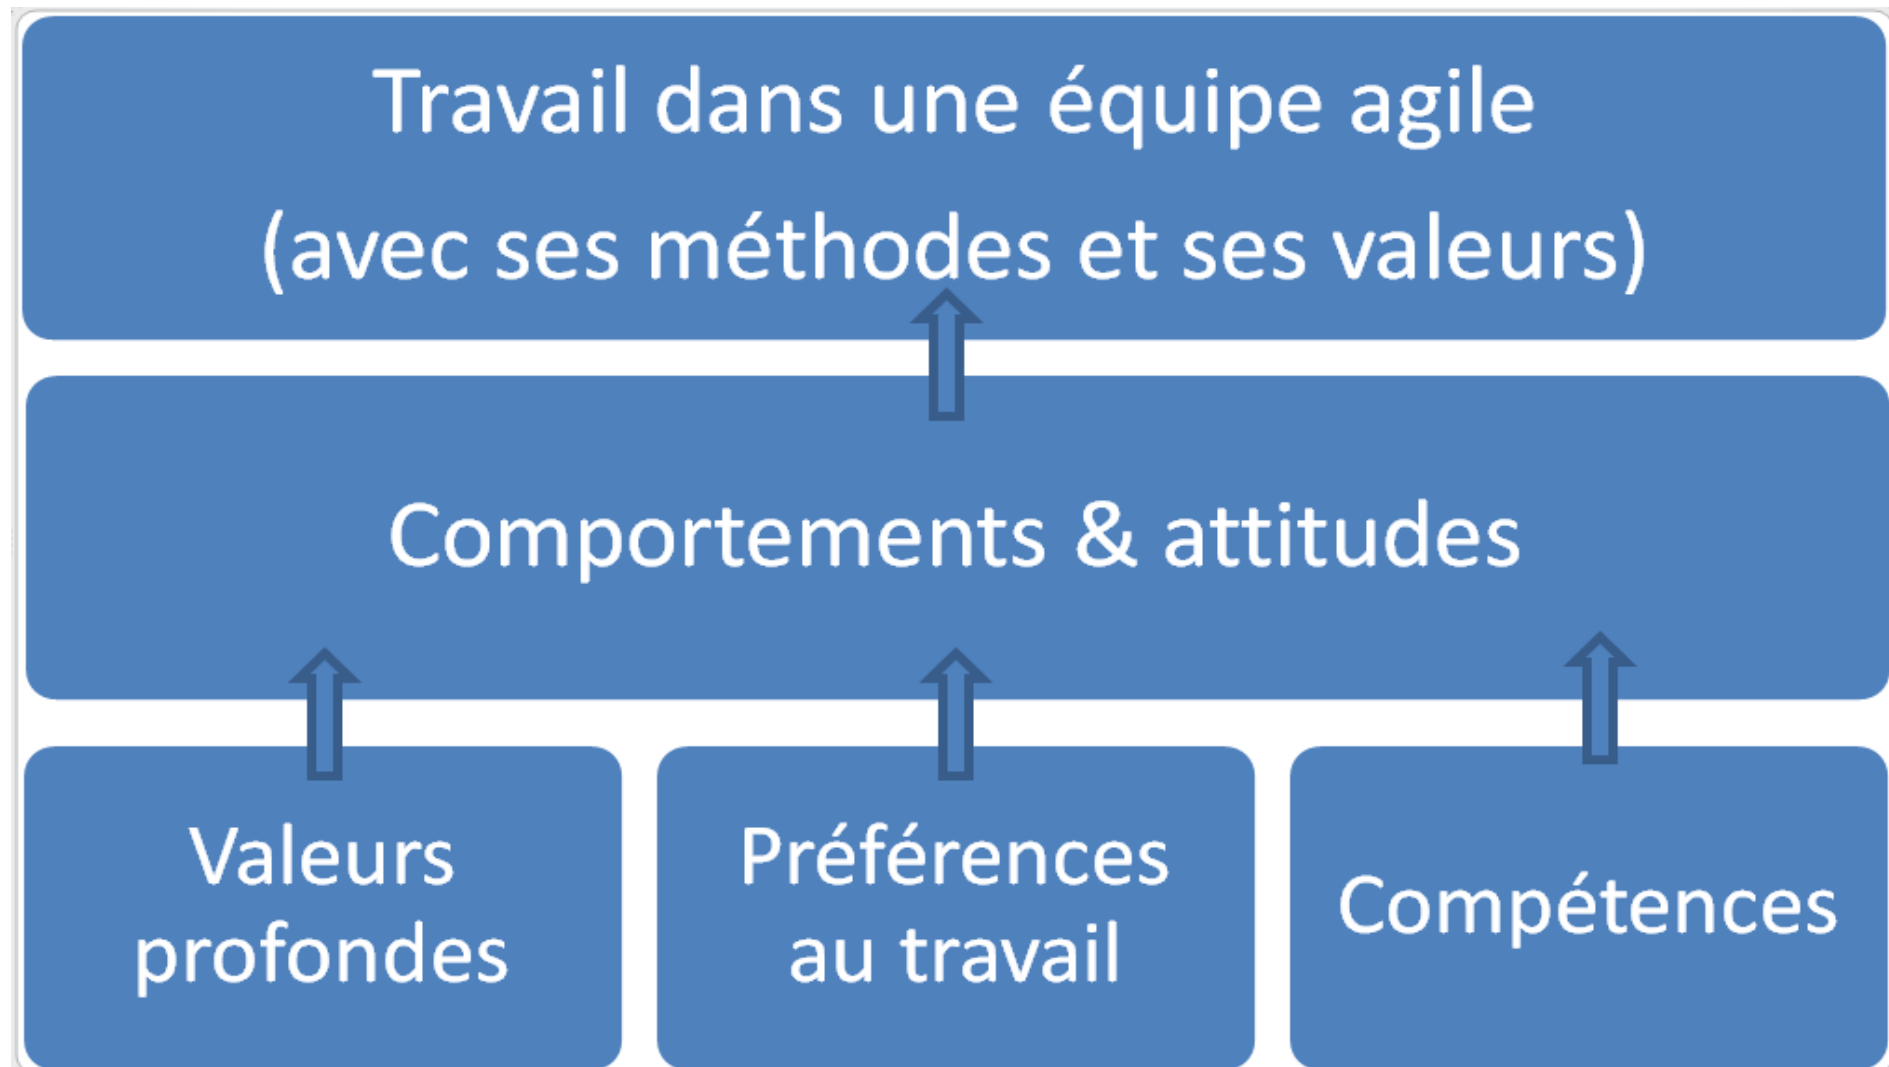 Travail dans une équipe agile
(avec ses méthodes et ses valeurs)
Comportements & attitudes
Valeurs
profondes
Préférences
au travail
Compétences